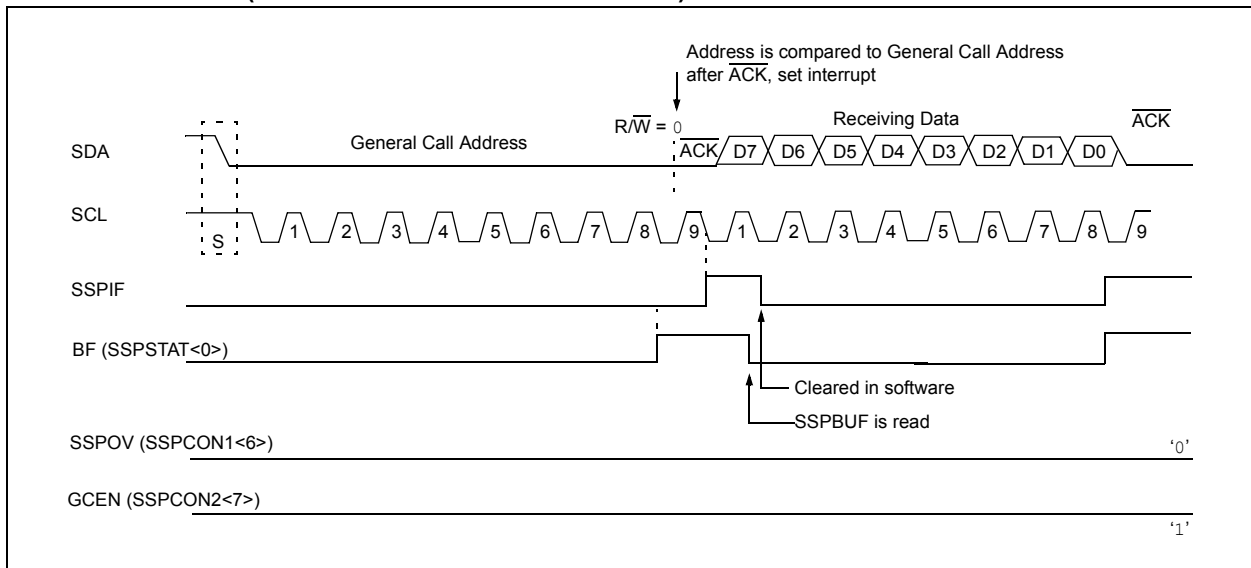 Address is compared to General Call Address
after ACK, set interrupt
R/W = 0
Receiving Data
ACK
SDA
General Call Address
ACK
D7
D6
D5
D4
D3
D2
D1
D0
SCL
S
1
2
3
4
5
6
7
8
9
1
2
3
4
5
6
7
8
9
SSPIF
BF (SSPSTAT<0>)
Cleared in software
SSPBUF is read
SSPOV (SSPCON1<6>)
‘0’
GCEN (SSPCON2<7>)
‘1’